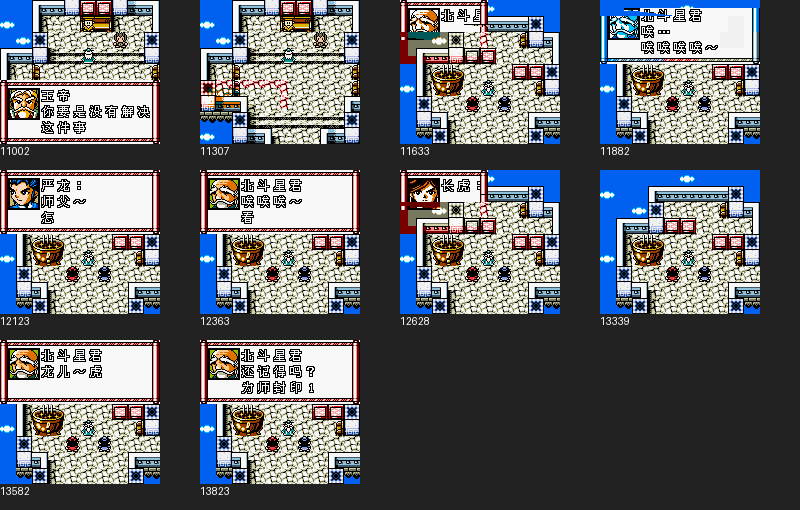 玉帝
你要是没有解决
这件事
11002
11307
北斗星
11633
北斗星君
唉…
唉唉唉唉~
11882
严龙:
师父~
怎
12123
北斗星君
唉唉唉~
看
12363
长虎:
12628
13339
北斗星君
龙儿~虎
13582
北斗星君
还记得吗?
为师封印1
13823